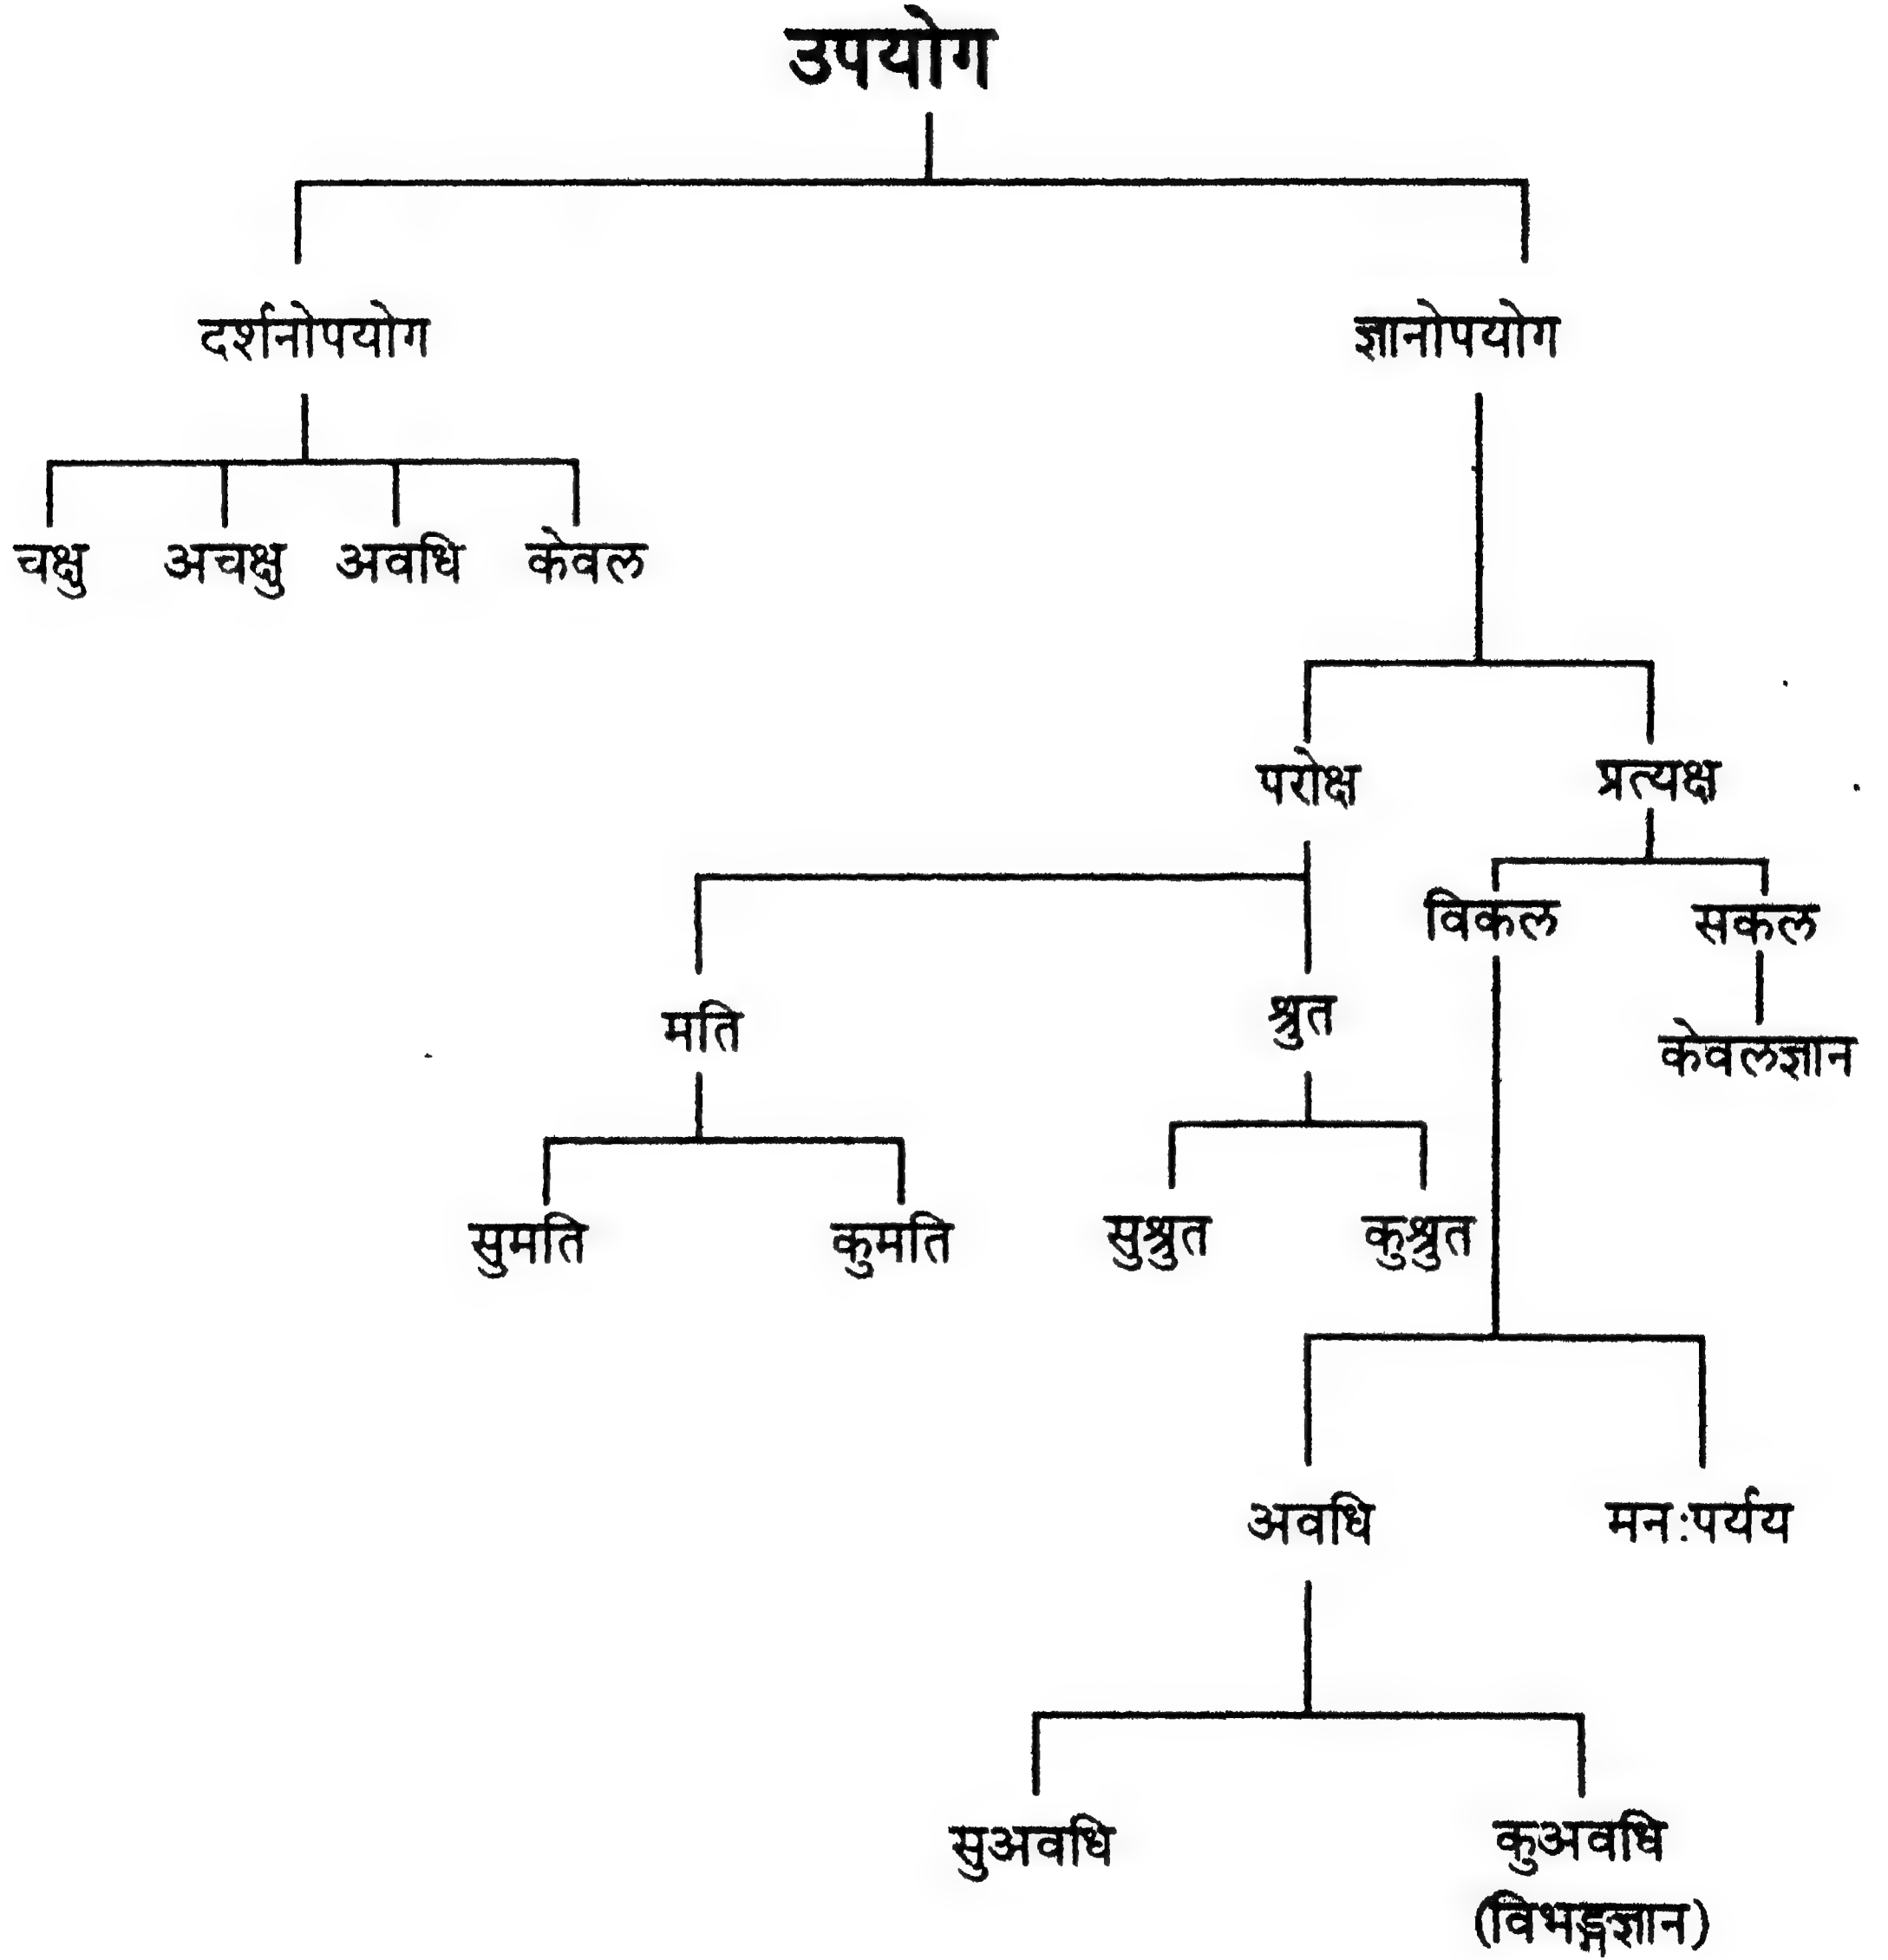 उपयोग
दर्शनोपयोग ज्ञानोपयोग
चक्षु अचक्षु अवधि केवल
परोक्ष प्रत्यक्ष
विकल सकल
मति श्रुत केवलज्ञान
सुमति कुमति सुश्रुत कुश्रुत
अवधि मनःपर्यय
सुअवधि कुअवधि
(विभङ्गज्ञान)